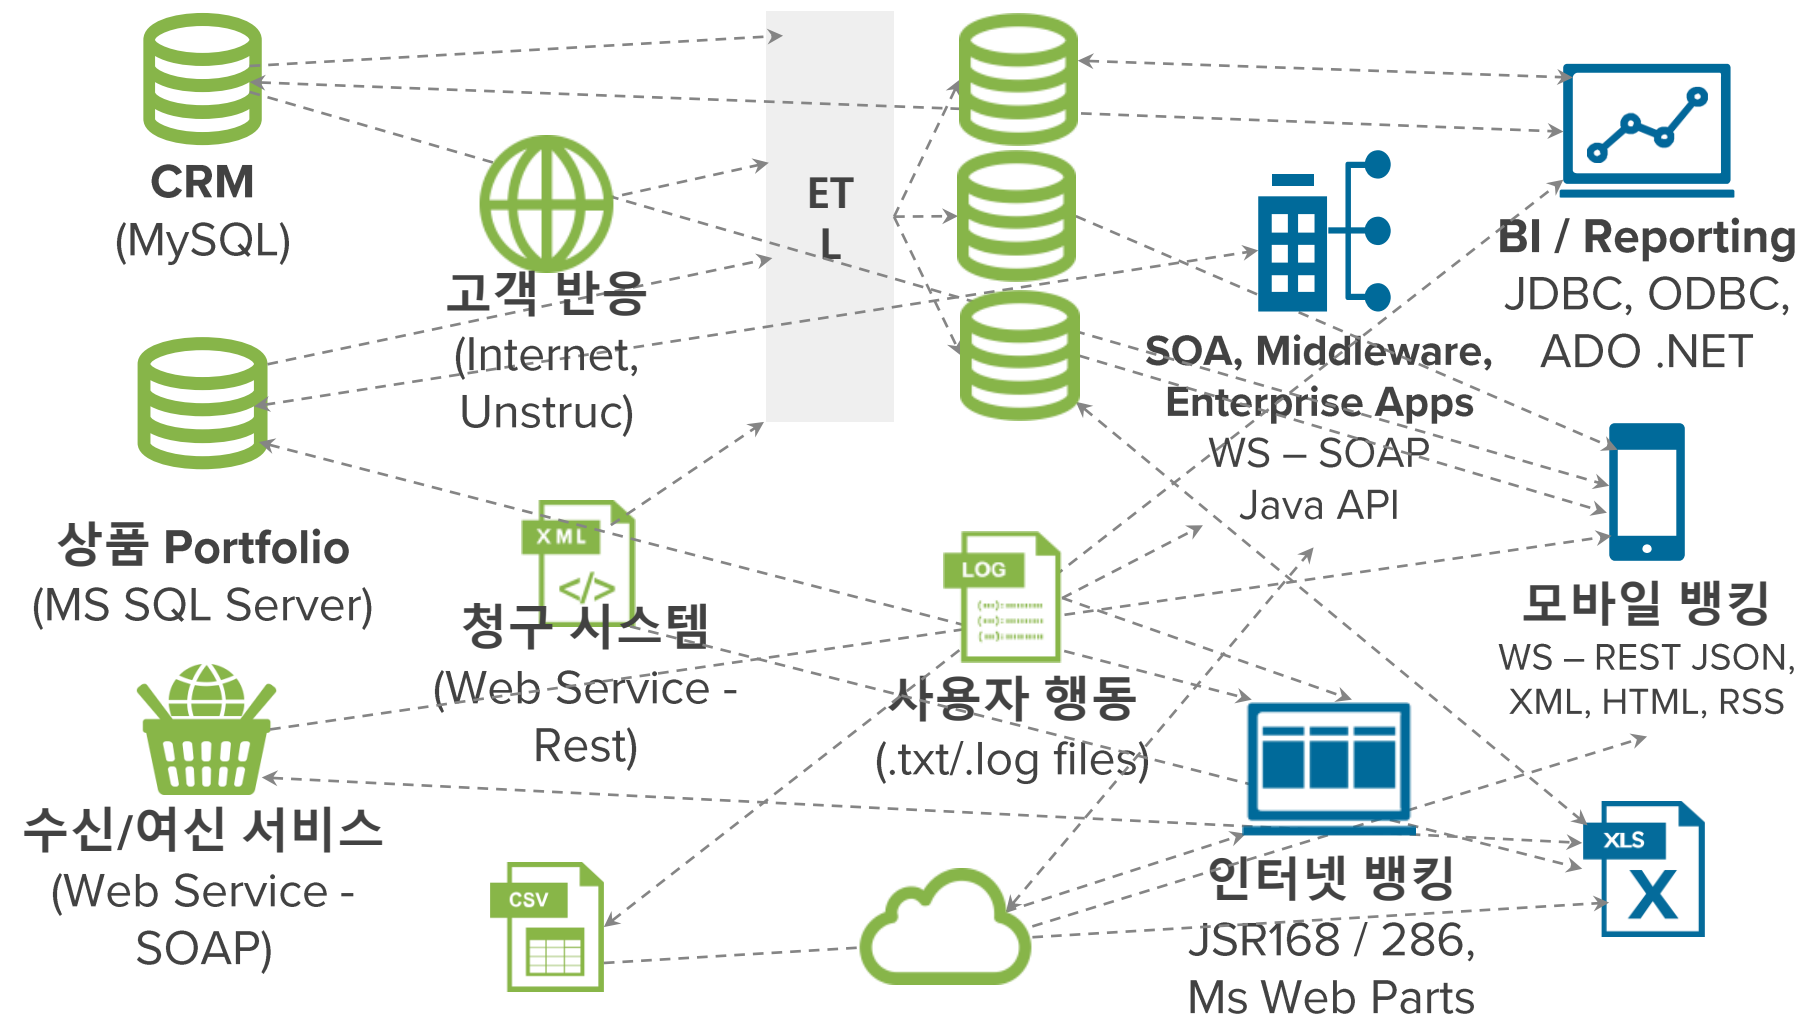 CRM
(MySQL)
고객 반응
(Internet,
Unstruc)
ET
L
BI / Reporting
JDBC, ODBC,
ADO .NET
SOA, Middleware,
Enterprise Apps
WS – SOAP
Java API
상품 Portfolio
(MS SQL Server)
XML
</>
청구 시스템
(Web Service -
Rest)
LOG
사용자 행동
(.txt/.log files)
모바일 뱅킹
WS – REST JSON,
XML, HTML, RSS
수신/여신 서비스
(Web Service -
SOAP)
CSV
인터넷 뱅킹
JSR168 / 286,
Ms Web Parts
XLS
X